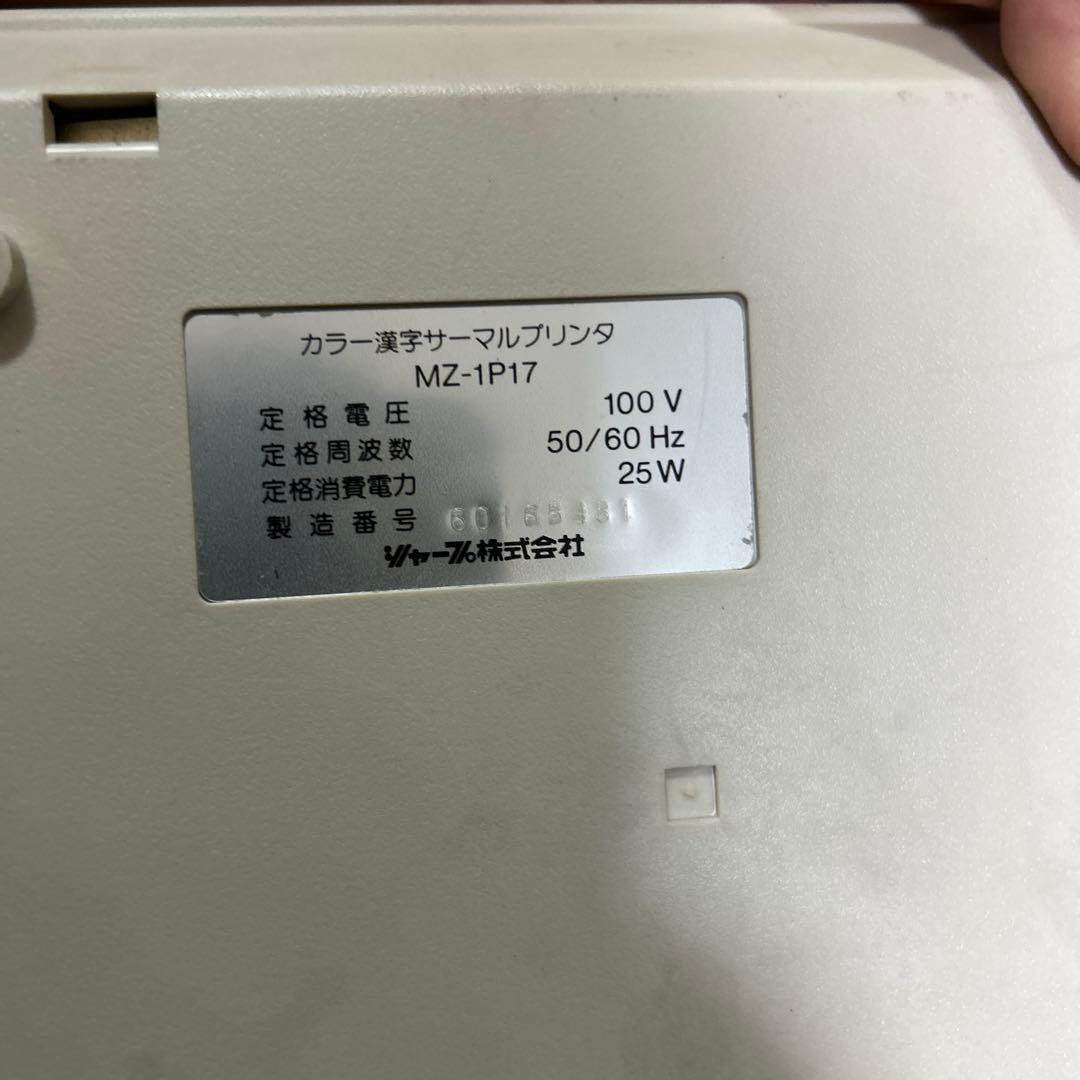 カラー漢字サーマルプリンタ
MZ-1P17
定格電圧 100 V
定格周波数 50/60 Hz
定格消費電力 25W
製造番号 60165431
シャープ株式会社